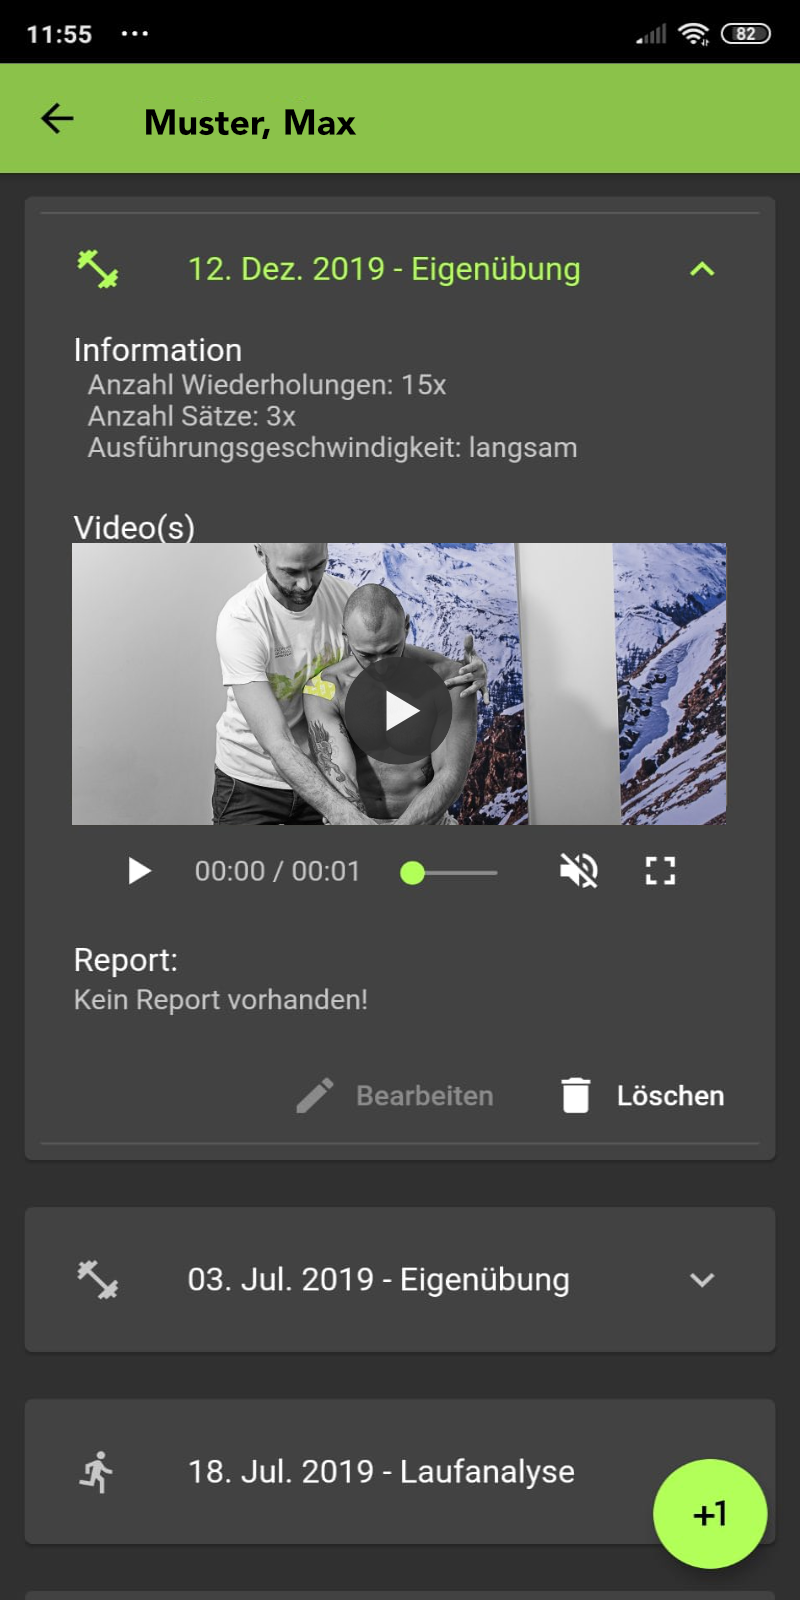 11:55 ...
82
Muster, Max
12. Dez. 2019 - Eigenübung
Information
Anzahl Wiederholungen: 15x
Anzahl Sätze: 3x
Ausführungsgeschwindigkeit: langsam
Video(s)
00:00 / 00:01
Report:
Kein Report vorhanden!
Bearbeiten
Löschen
03. Jul. 2019 - Eigenübung
18. Jul. 2019 - Laufanalyse
+1